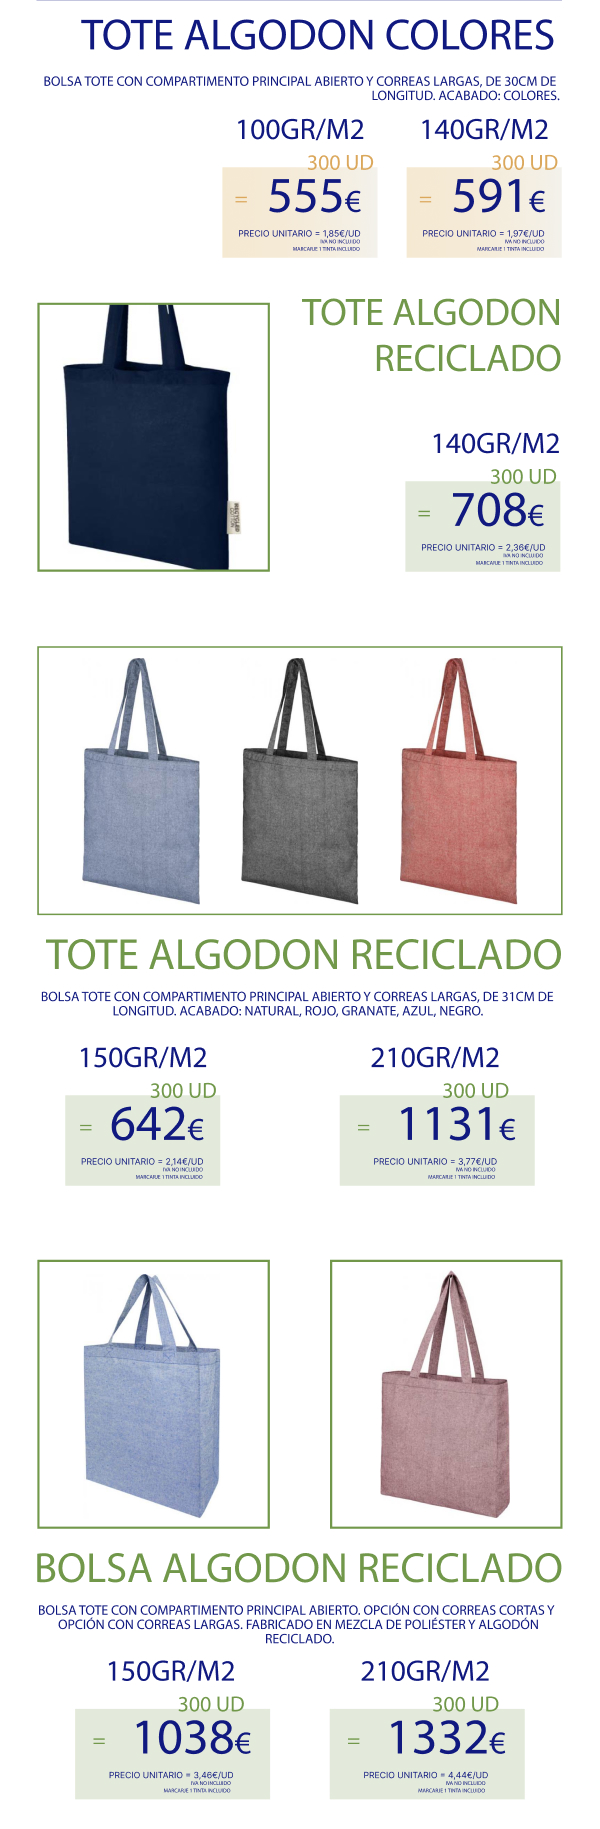 TOTE ALGODON COLORES
BOLSA TOTE CON COMPARTIMENTO PRINCIPAL ABIERTO Y CORREAS LARGAS, DE 30CM DE
LONGITUD. ACABADO: COLORES.
100GR/M2
300 UD
= 555€
PRECIO UNITARIO = 1,85€/UD
IVA NO INCLUIDO
MARCARJE 1 TINTA INCLUIDO
140GR/M2
300 UD
= 591€
PRECIO UNITARIO = 1,97€/UD
IVA NO INCLUIDO
MARCARJE 1 TINTA INCLUIDO
TOTE ALGODON
RECICLADO
RECYCLED
COTTON
140GR/M2
300 UD
= 708€
PRECIO UNITARIO = 2,36€/UD
IVA NO INCLUIDO
MARCARJE 1 TINTA INCLUIDO
TOTE ALGODON RECICLADO
BOLSA TOTE CON COMPARTIMENTO PRINCIPAL ABIERTO Y CORREAS LARGAS, DE 31CM DE
LONGITUD. ACABADO: NATURAL, ROJO, GRANATE, AZUL, NEGRO.
150GR/M2
300 UD
= 642€
PRECIO UNITARIO = 2,14€/UD
IVA NO INCLUIDO
MARCARJE 1 TINTA INCLUIDO
210GR/M2
300 UD
= 1131€
PRECIO UNITARIO = 3,77€/UD
IVA NO INCLUIDO
MARCARJE 1 TINTA INCLUIDO
BOLSA ALGODON RECICLADO
BOLSA TOTE CON COMPARTIMENTO PRINCIPAL ABIERTO. OPCIÓN CON CORREAS CORTAS Y
OPCIÓN CON CORREAS LARGAS. FABRICADO EN MEZCLA DE POLIÉSTER Y ALGODÓN
RECICLADO.
150GR/M2
300 UD
= 1038€
PRECIO UNITARIO = 3,46€/UD
IVA NO INCLUIDO
MARCARJE 1 TINTA INCLUIDO
210GR/M2
300 UD
= 1332€
PRECIO UNITARIO = 4,44€/UD
IVA NO INCLUIDO
MARCARJE 1 TINTA INCLUIDO